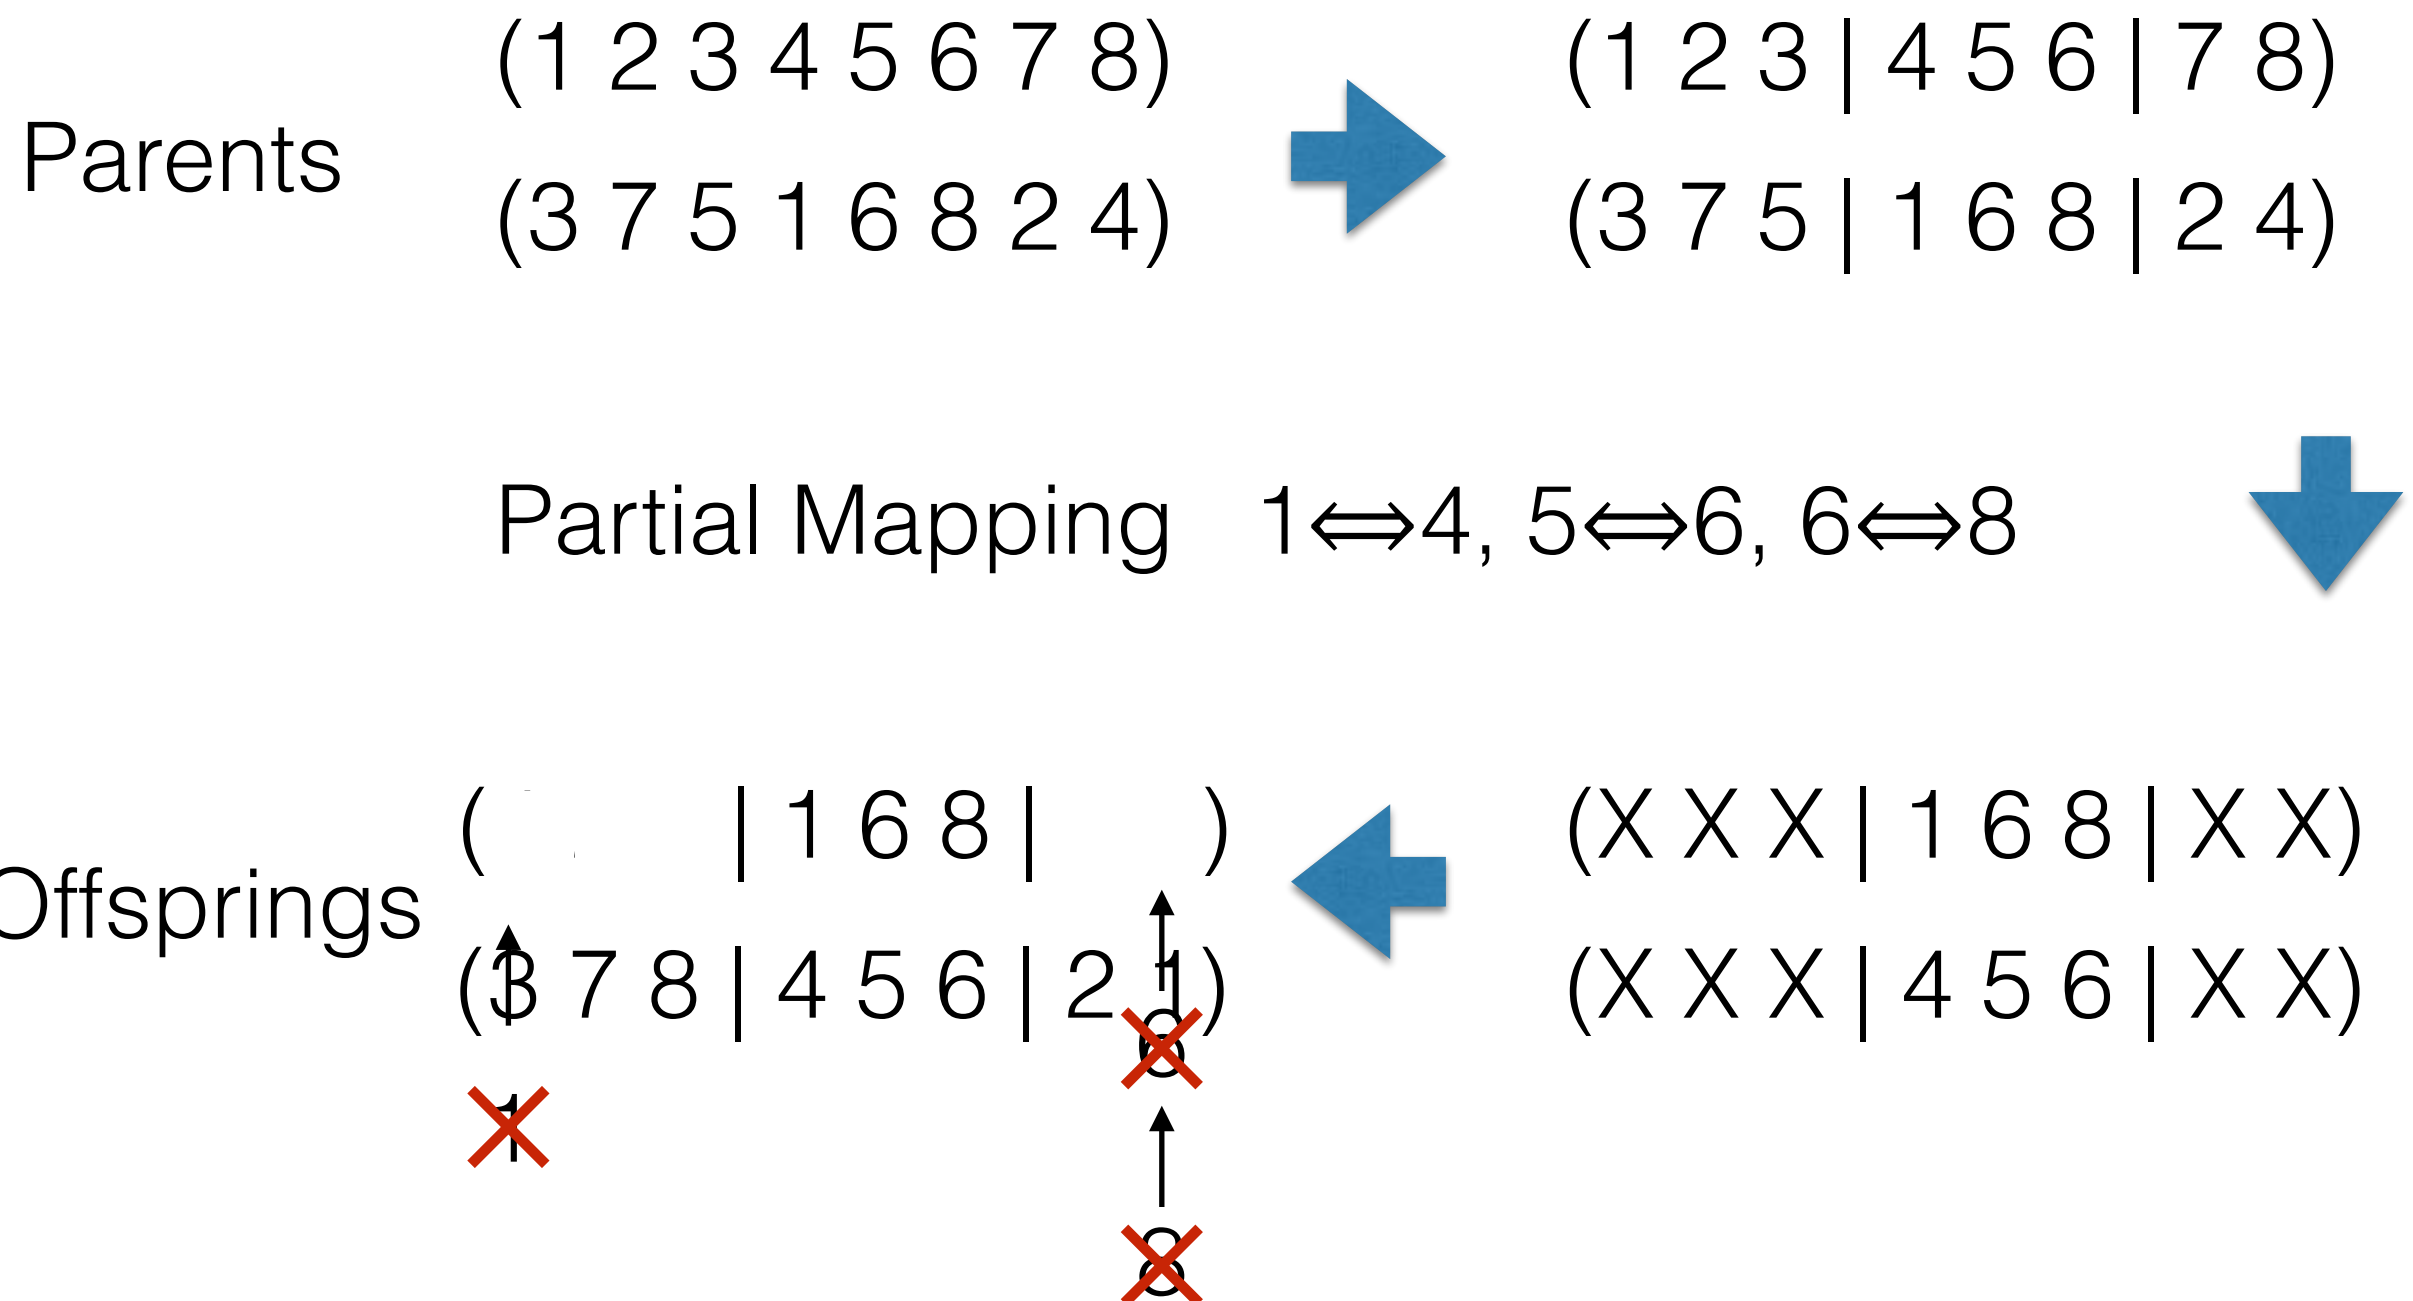 (1 2 3 4 5 6 7 8)
(1 2 3 | 4 5 6 | 7 8)
Parents
(3 7 5 1 6 8 2 4)
(3 7 5 | 1 6 8 | 2 4)
Partial Mapping 1⇔4, 5⇔6, 6⇔8
( | 1 6 8 | )
(X X X | 1 6 8 | X X)
Offsprings
(3 7 8 | 4 5 6 | 2 1)
(X X X | 4 5 6 | X X)
6
1
8